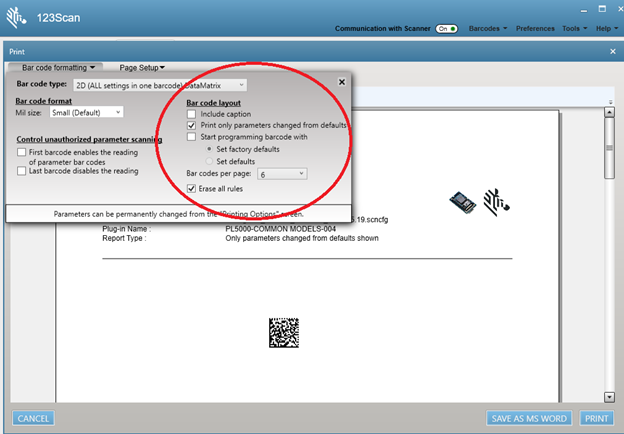 123Scan
Communication with Scanner On Barcodes Preferences Tools Help
Print
Bar code formatting Page Setup
Bar code type: 2D (ALL settings in one barcode) DataMatrix
Bar code format
Mil size: Small (Default)
Control unauthorized parameter scanning
First barcode enables the reading
of parameter bar codes
Last barcode disables the reading
Bar code layout
Include caption
Print only parameters changed from defaults
Start programming barcode with
Set factory defaults
Set defaults
Bar codes per page: 6
Erase all rules
Parameters can be permanently changed from the "Printing Options" screen.
.19.scncfg
Plug-in Name : PL5000-COMMON MODELS-004
Report Type : Only parameters changed from defaults shown
CANCEL SAVE AS MS WORD PRINT